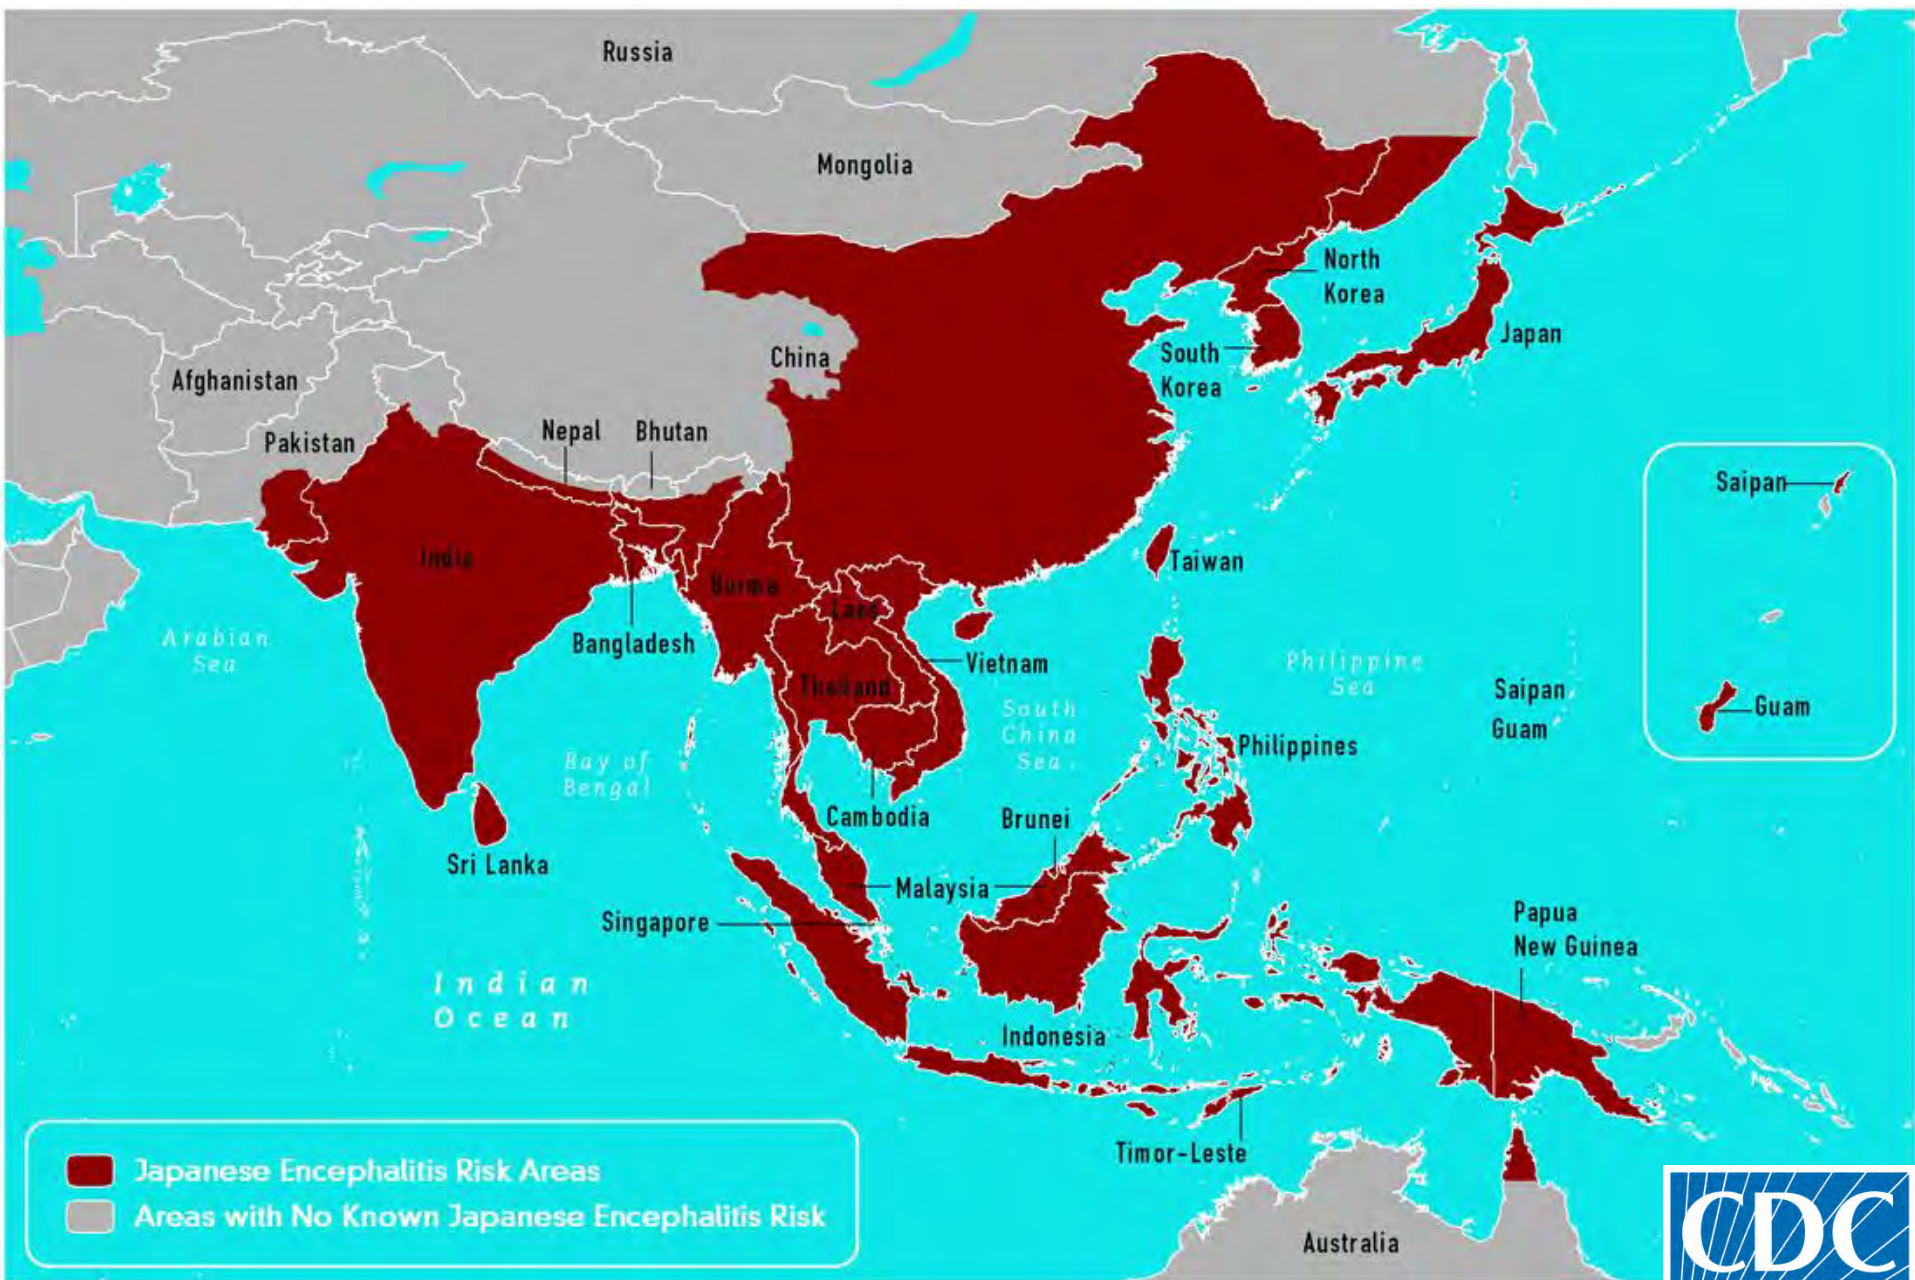 Russia
Mongolia
North
Korea
Japan
China
South
Korea
Afghanistan
Pakistan
Nepal
Bhutan
Saipan
India
Burma
Laos
Taiwan
Arabian
Sea
Bangladesh
Vietnam
Philippine
Sea
Thailand
Saipan
Guam
Guam
South
China
Sea
Philippines
Bay of
Bengal
Cambodia
Brunei
Sri Lanka
Malaysia
Singapore
Papua
New Guinea
Indian
Ocean
Indonesia
Timor-Leste
Japanese Encephalitis Risk Areas
Areas with No Known Japanese Encephalitis Risk
Australia
CDC